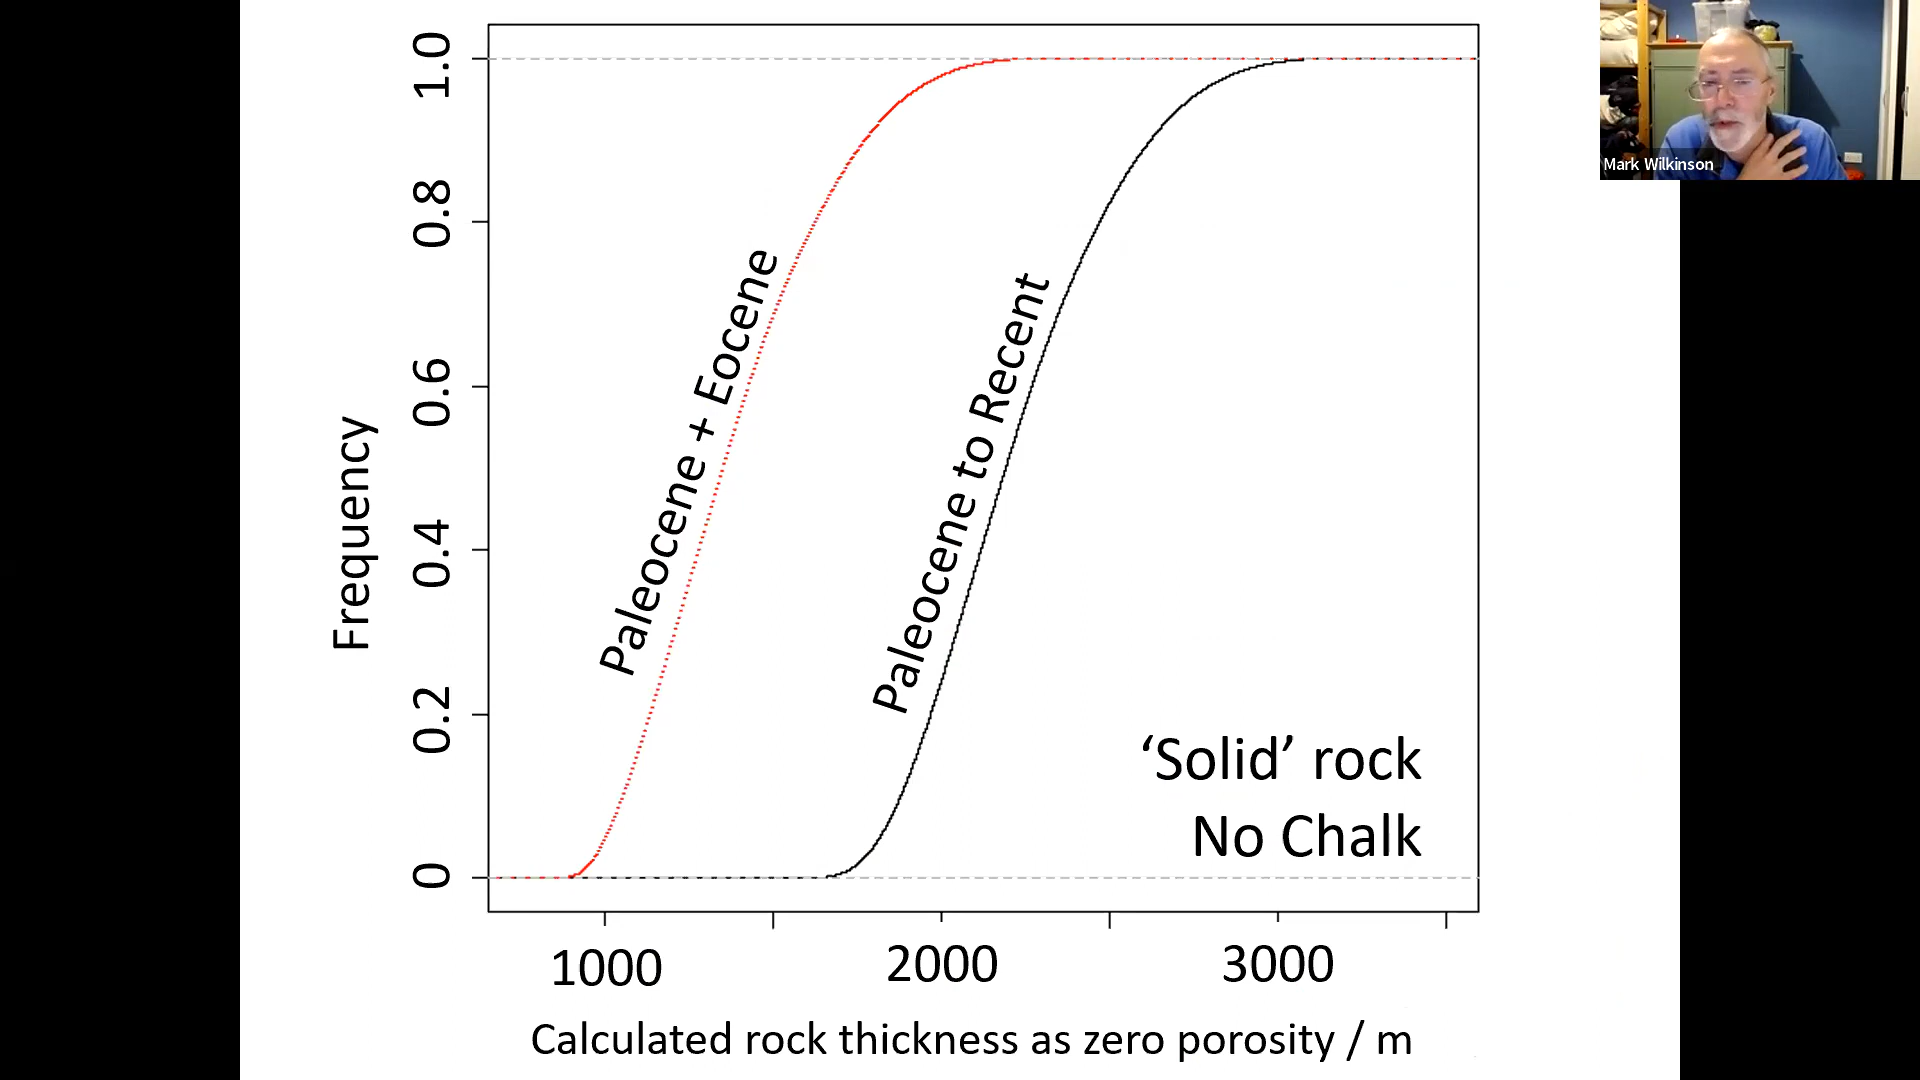 1.0
0.8
0.6
0.4
0.2
0
Frequency
Paleocene + Eocene
Paleocene to Recent
‘Solid’ rock
No Chalk
1000 2000 3000
Calculated rock thickness as zero porosity / m
Mark Wilkinson